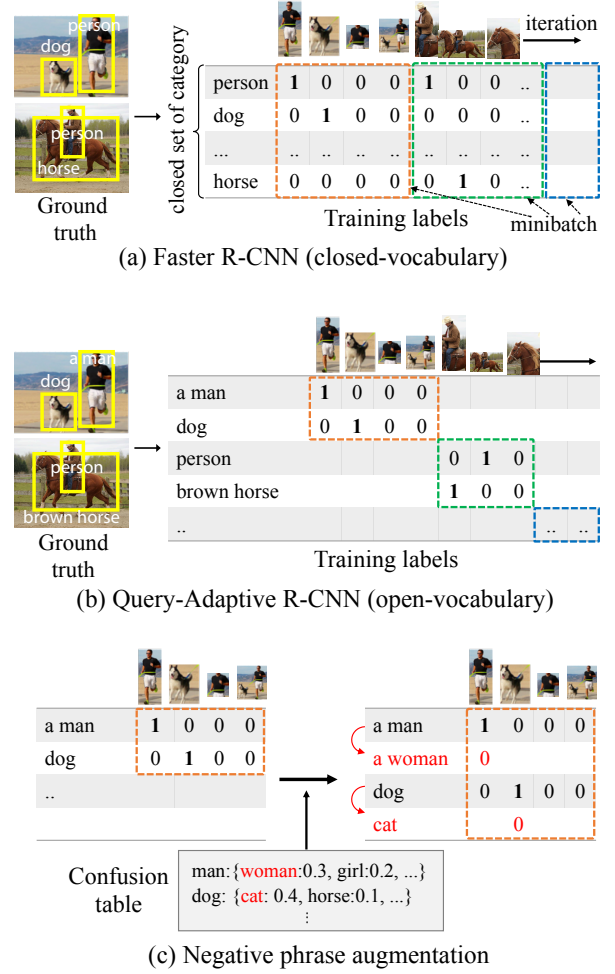 person
dog
person
horse
Ground
truth
closed set of category
iteration
person 1 0 0 0 1 0 0 ..
dog 0 1 0 0 0 0 0
... .. .. .. .. .. .. ..
horse 0 0 0 0 0 1 0 ..
Training labels
minibatch
(a) Faster R-CNN (closed-vocabulary)
a man
dog
person
brown horse
Ground
truth
a man 1 0 0 0
dog 0 1 0 0
person 0 1 0
brown horse 1 0 0
.. .. ..
Training labels
(b) Query-Adaptive R-CNN (open-vocabulary)
a man 1 0 0 0
dog 0 1 0 0
..
a man 1 0 0 0
a woman 0
dog 0 1 0 0
cat 0
Confusion
table
man:{woman:0.3, girl:0.2, ...}
dog: {cat: 0.4, horse:0.1, ...}
⋮
(c) Negative phrase augmentation